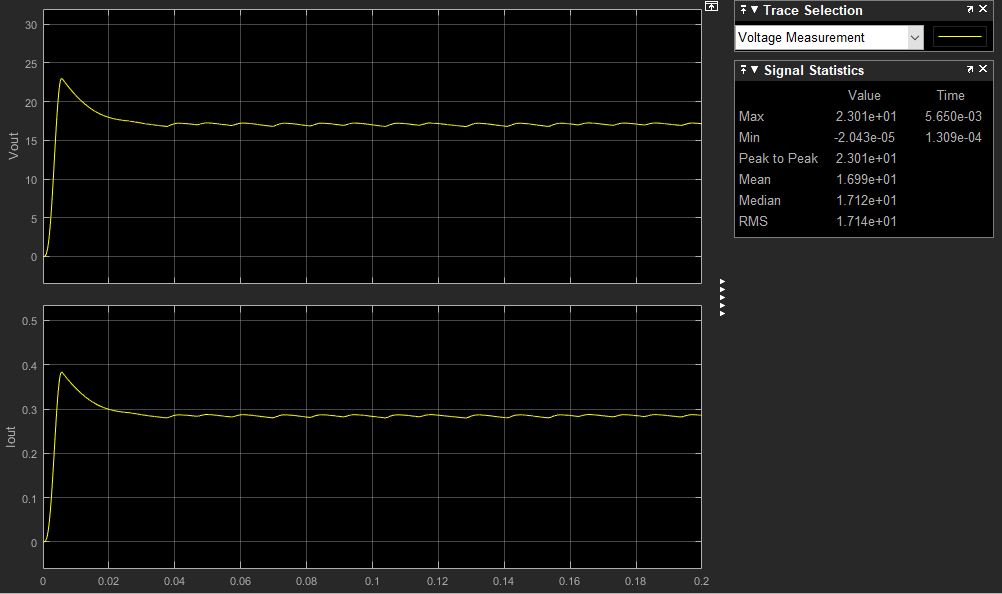 30
25
20
15
10
5
0
Vout
0.5
0.4
0.3
0.2
0.1
0
Iout
0 0.02 0.04 0.06 0.08 0.1 0.12 0.14 0.16 0.18 0.2
Trace Selection
Voltage Measurement
Signal Statistics
Value Time
Max 2.301e+01 5.650e-03
Min -2.043e-05 1.309e-04
Peak to Peak 2.301e+01
Mean 1.699e+01
Median 1.712e+01
RMS 1.714e+01